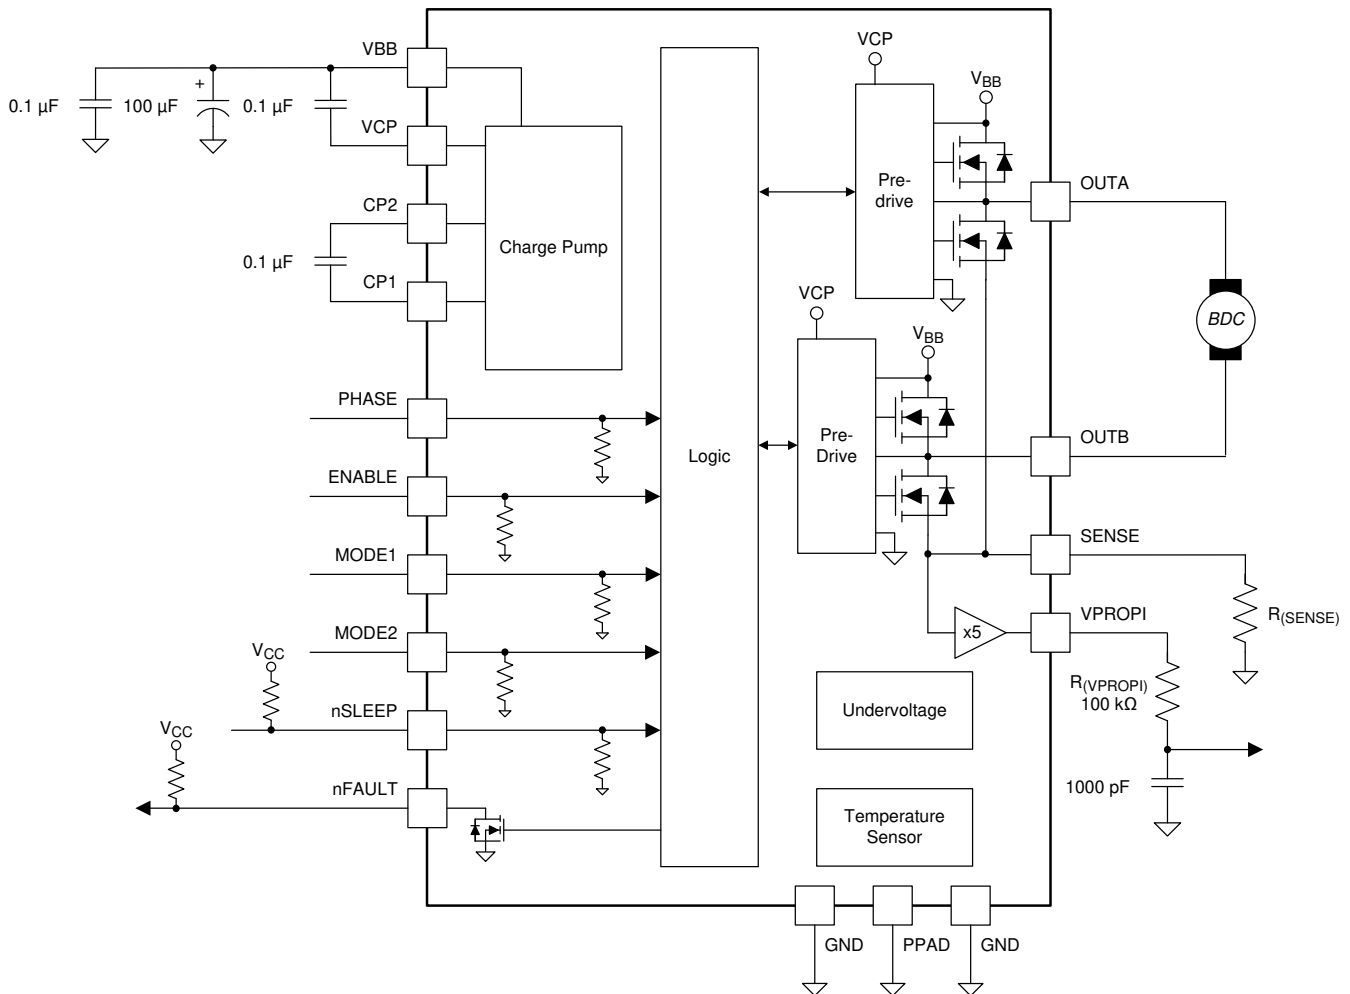 VBB
0.1 µF
100 µF
+
0.1 µF
VCP
CP2
0.1 µF
CP1
Charge Pump
PHASE
ENABLE
MODE1
MODE2
VCC
nSLEEP
VCC
nFAULT
Logic
VCP
VBB
Pre-
drive
OUTA
BDC
VCP
VBB
Pre-
Drive
OUTB
SENSE
R(SENSE)
x5
VPROPI
R(VPROPI)
100 kΩ
1000 pF
Undervoltage
Temperature
Sensor
GND
PPAD
GND